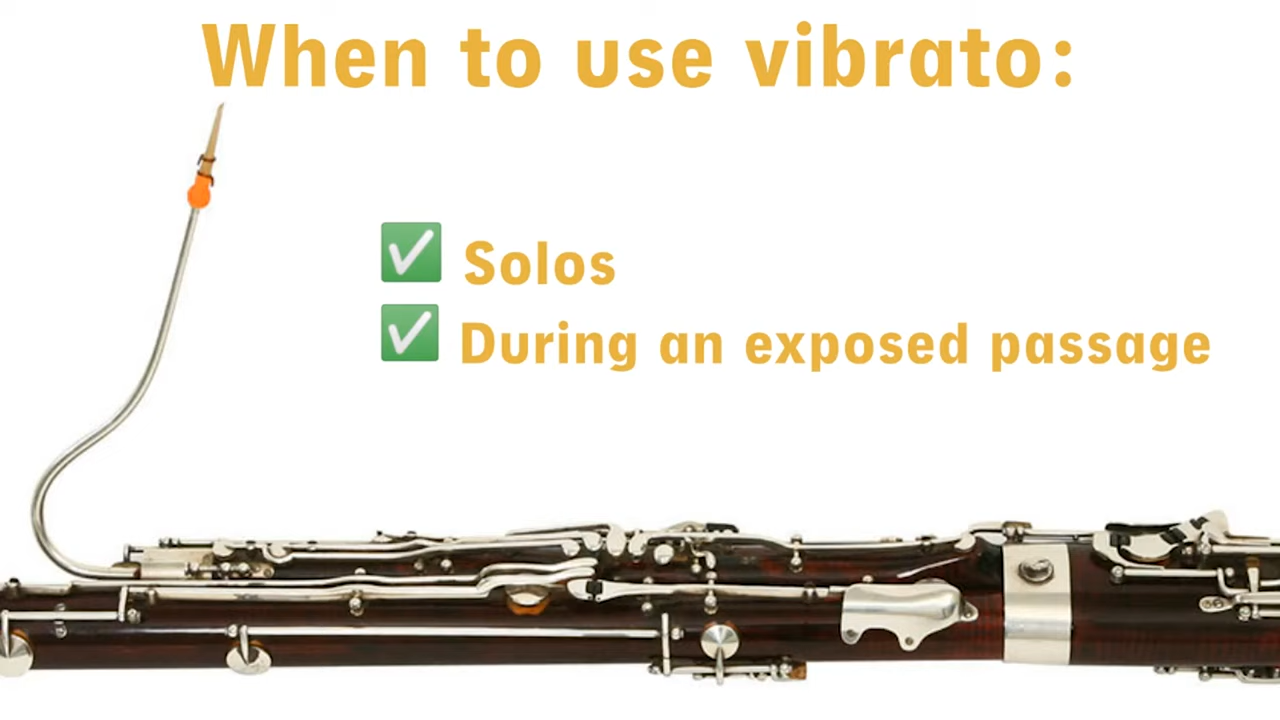 When to use vibrato:
✅ Solos
✅ During an exposed passage